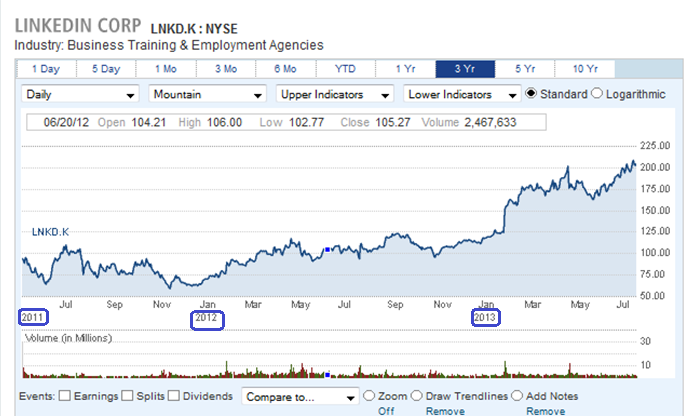 LINKEDIN CORP LNKD.K : NYSE
Industry: Business Training & Employment Agencies
1 Day 5 Day 1 Mo 3 Mo 6 Mo YTD 1 Yr 3 Yr 5 Yr 10 Yr
Daily Mountain Upper Indicators Lower Indicators Standard Logarithmic
06/20/12 Open 104.21 High 106.00 Low 102.77 Close 105.27 Volume 2,467,633
225.00
200.00
175.00
150.00
125.00
LNKD.K
100.00
75.00
50.00
Jul Sep Nov Jan Mar May Jul Sep Nov Jan Mar May Jul
2011 2012 2013
Volume (in Millions)
30
10
Events: Earnings Splits Dividends Compare to... Zoom Draw Trendlines Add Notes
Off Remove Remove